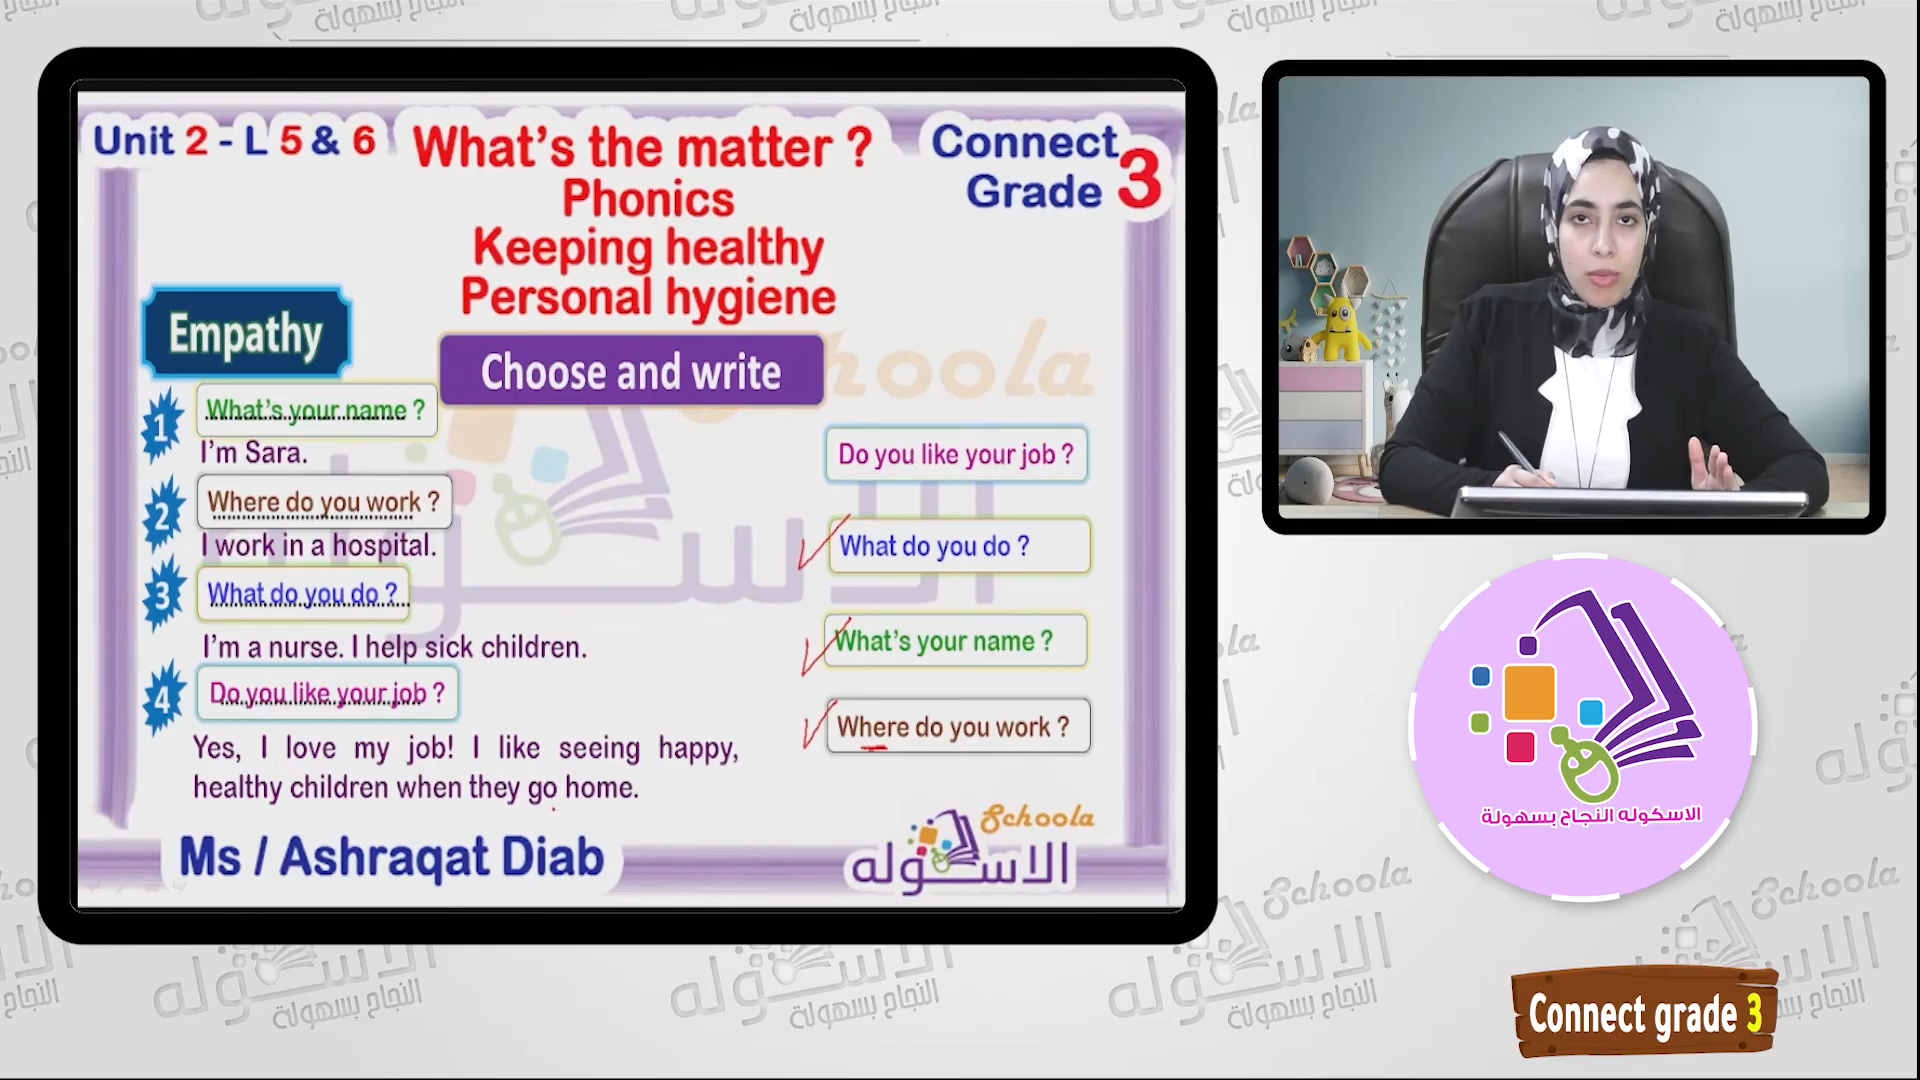 Unit 2 - L 5 & 6
What's the matter ?
Connect
Grade 3
Phonics
Keeping healthy
Personal hygiene
Empathy
Choose and write
1
What's your name ?
I'm Sara.
2
Where do you work ?
I work in a hospital.
3
What do you do ?
I'm a nurse. I help sick children.
4
Do you like your job ?
Yes, I love my job! I like seeing happy,
healthy children when they go home.
Do you like your job ?
What do you do ?
What's your name ?
Where do you work ?
Ms / Ashraqat Diab
Schoola
الاسكوله
الاسكوله النجاح بسهولة
Connect grade 3
Schoola
الاسكوله
النجاح بسهولة